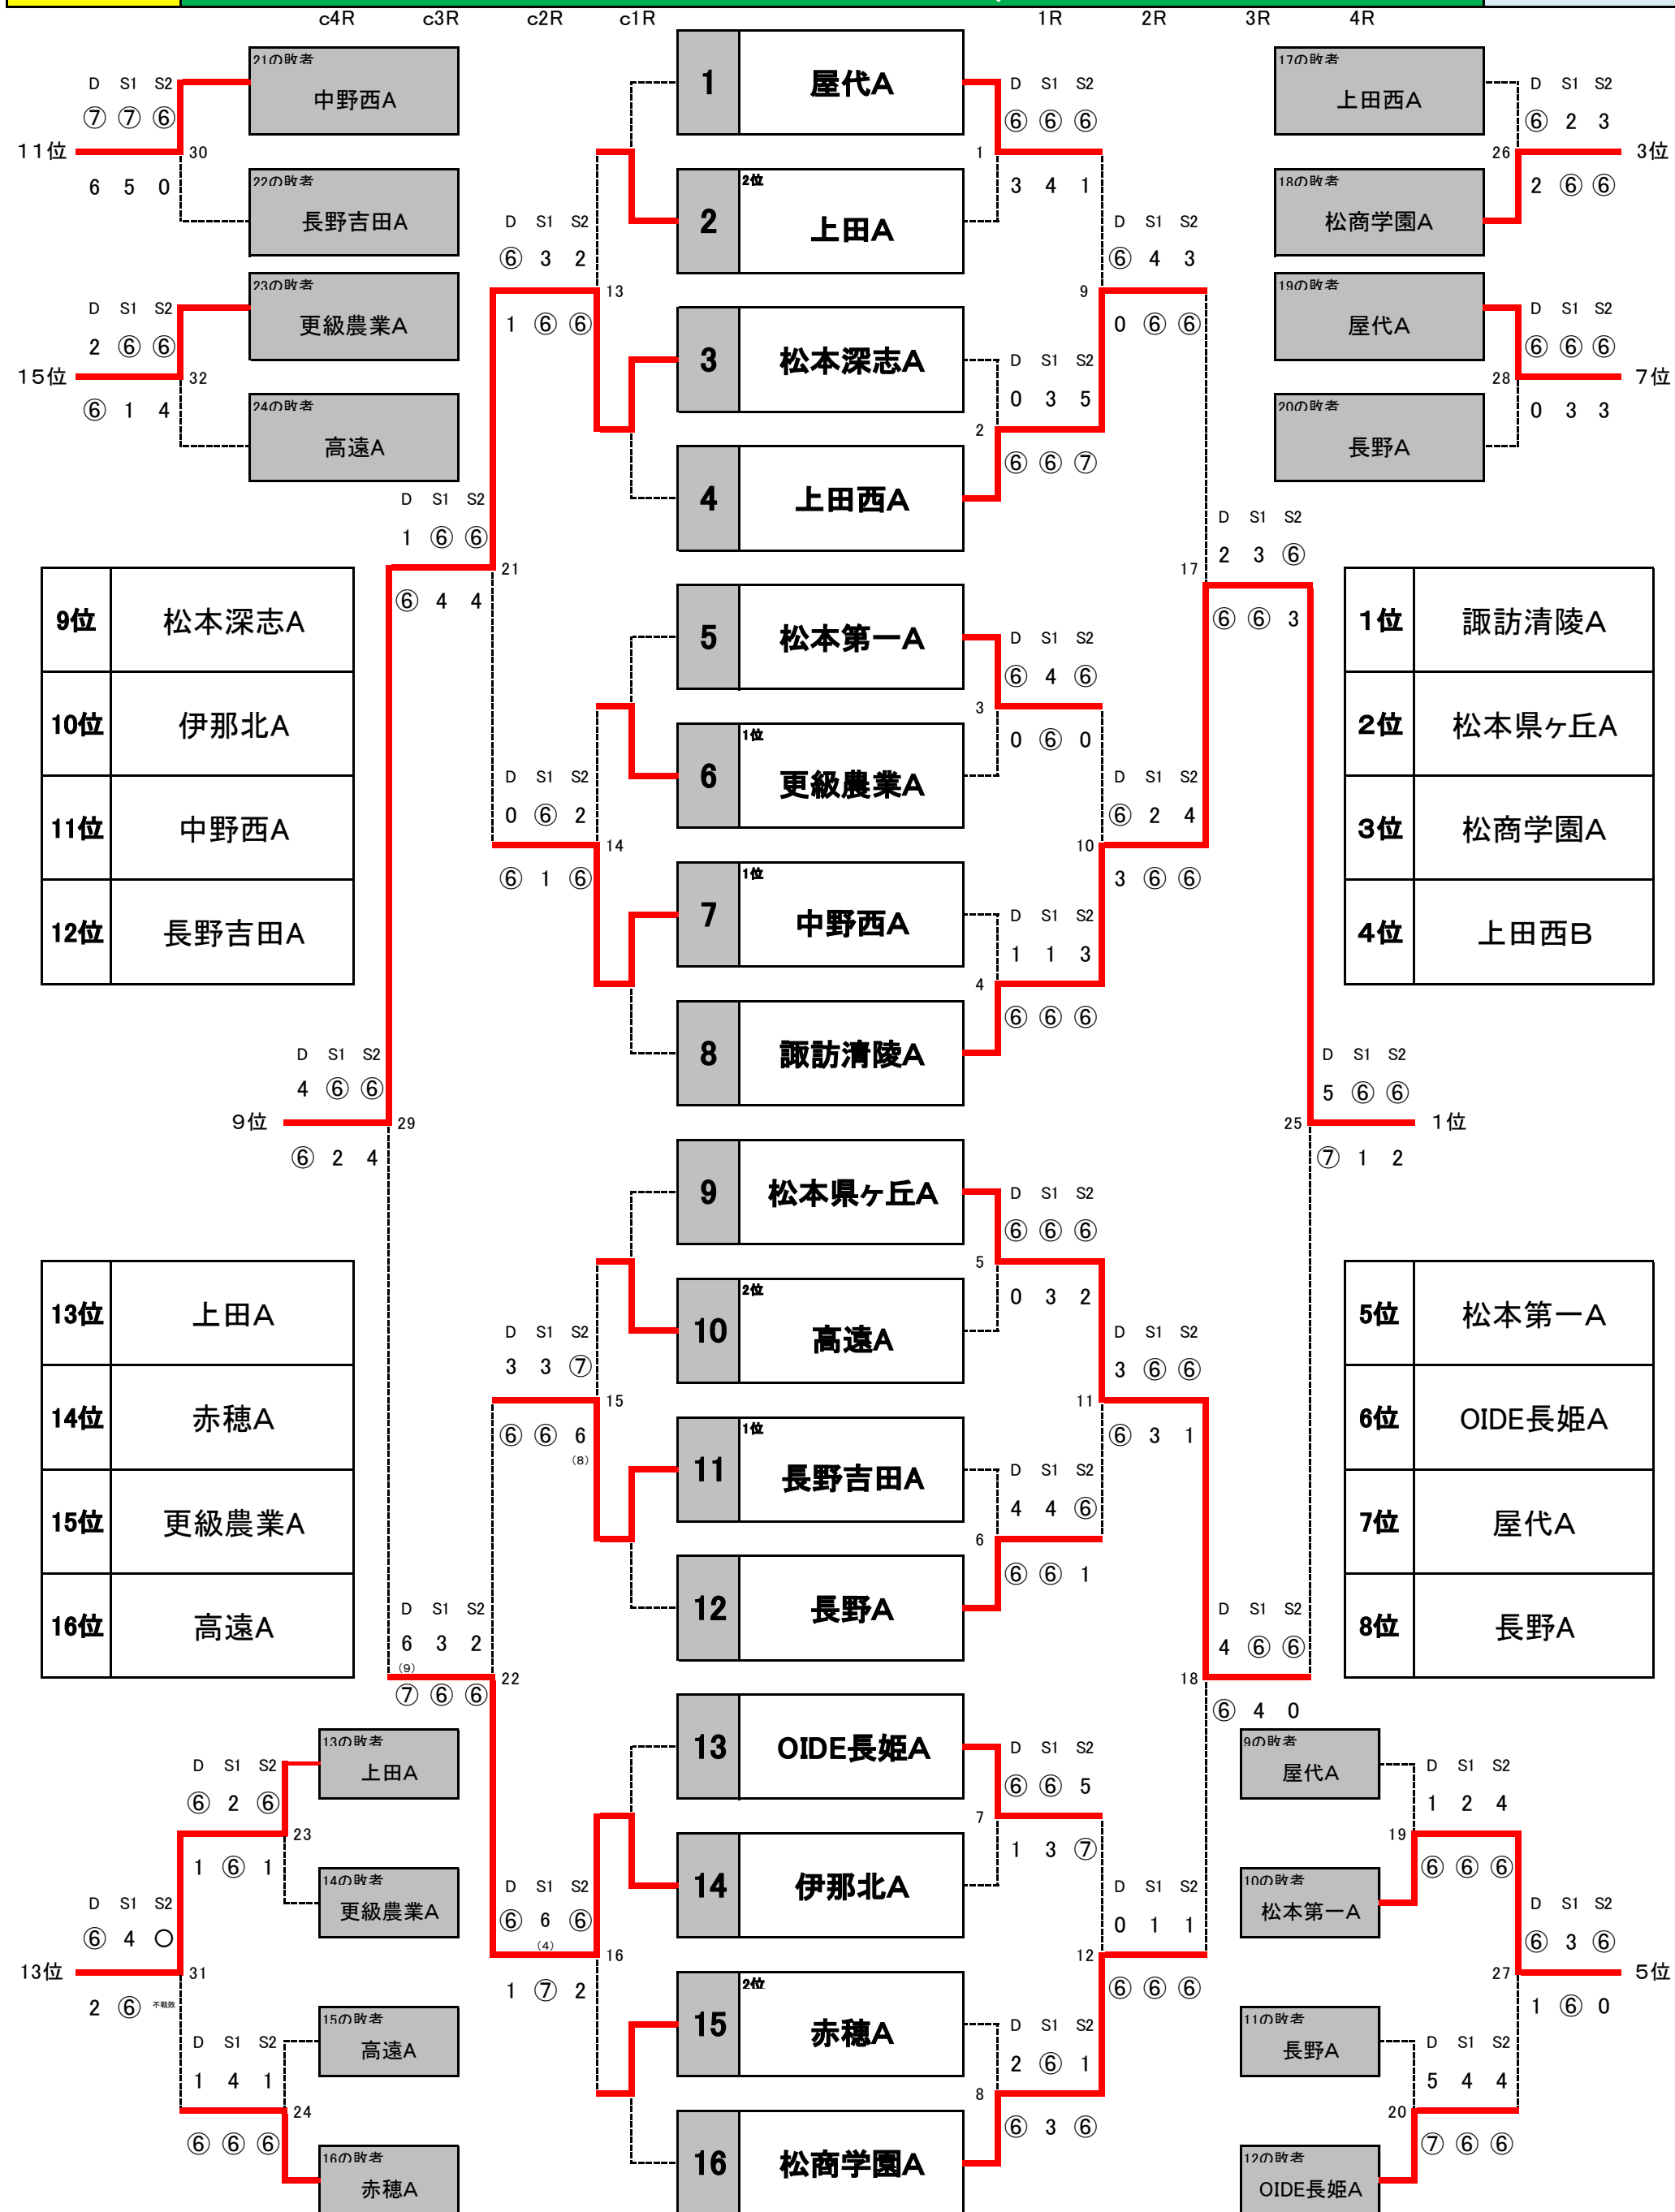 c4R c3R c2R c1R 1R 2R 3R 4R
21の敗者
中野西A
D S1 S2
⑦ ⑦ ⑥
11位
30
6 5 0
22の敗者
長野吉田A
23の敗者
更級農業A
D S1 S2
2 ⑥ ⑥
15位
32
⑥ 1 4
24の敗者
高遠A
D S1 S2
1 ⑥ ⑥
21
⑥ 4 4
9位 松本深志A
10位 伊那北A
11位 中野西A
12位 長野吉田A
D S1 S2
4 ⑥ ⑥
9位
29
⑥ 2 4
13位 上田A
14位 赤穂A
15位 更級農業A
16位 高遠A
D S1 S2
6 3 2
(9)
22
⑦ ⑥ ⑥
13の敗者
上田A
D S1 S2
⑥ 2 ⑥
23
1 ⑥ 1
14の敗者
更級農業A
D S1 S2
⑥ 4 〇
13位
31
2 ⑥ 不戦敗
15の敗者
高遠A
D S1 S2
1 4 1
24
⑥ ⑥ ⑥
16の敗者
赤穂A
D S1 S2
⑥ 3 2
13
1 ⑥ ⑥
D S1 S2
0 ⑥ 2
14
⑥ 1 ⑥
D S1 S2
3 3 ⑦
15
⑥ ⑥ 6
(8)
D S1 S2
⑥ 6 ⑥
(4)
16
1 ⑦ 2
1 屋代A
2 2位 上田A
3 松本深志A
4 上田西A
5 松本第一A
6 1位 更級農業A
7 1位 中野西A
8 諏訪清陵A
9 松本県ヶ丘A
10 2位 高遠A
11 1位 長野吉田A
12 長野A
13 OIDE長姫A
14 伊那北A
15 2位 赤穂A
16 松商学園A
D S1 S2
⑥ ⑥ ⑥
1
3 4 1
D S1 S2
0 3 5
2
⑥ ⑥ ⑦
D S1 S2
⑥ 4 ⑥
3
0 ⑥ 0
D S1 S2
1 1 3
4
⑥ ⑥ ⑥
D S1 S2
⑥ ⑥ ⑥
5
0 3 2
D S1 S2
4 4 ⑥
6
⑥ ⑥ 1
D S1 S2
⑥ ⑥ 5
7
1 3 ⑦
D S1 S2
2 ⑥ 1
8
⑥ 3 ⑥
D S1 S2
⑥ 4 3
9
0 ⑥ ⑥
D S1 S2
⑥ 2 4
10
3 ⑥ ⑥
D S1 S2
3 ⑥ ⑥
11
⑥ 3 1
D S1 S2
0 1 1
12
⑥ ⑥ ⑥
17の敗者
上田西A
D S1 S2
⑥ 2 3
26
3位
2 ⑥ ⑥
18の敗者
松商学園A
19の敗者
屋代A
D S1 S2
⑥ ⑥ ⑥
28
7位
0 3 3
20の敗者
長野A
D S1 S2
2 3 ⑥
17
⑥ ⑥ 3
1位 諏訪清陵A
2位 松本県ヶ丘A
3位 松商学園A
4位 上田西B
D S1 S2
5 ⑥ ⑥
25
1位
⑦ 1 2
5位 松本第一A
6位 OIDE長姫A
7位 屋代A
8位 長野A
D S1 S2
4 ⑥ ⑥
18
⑥ 4 0
9の敗者
屋代A
D S1 S2
1 2 4
19
⑥ ⑥ ⑥
10の敗者
松本第一A
D S1 S2
⑥ 3 ⑥
27
5位
1 ⑥ 0
11の敗者
長野A
D S1 S2
5 4 4
20
⑦ ⑥ ⑥
12の敗者
OIDE長姫A